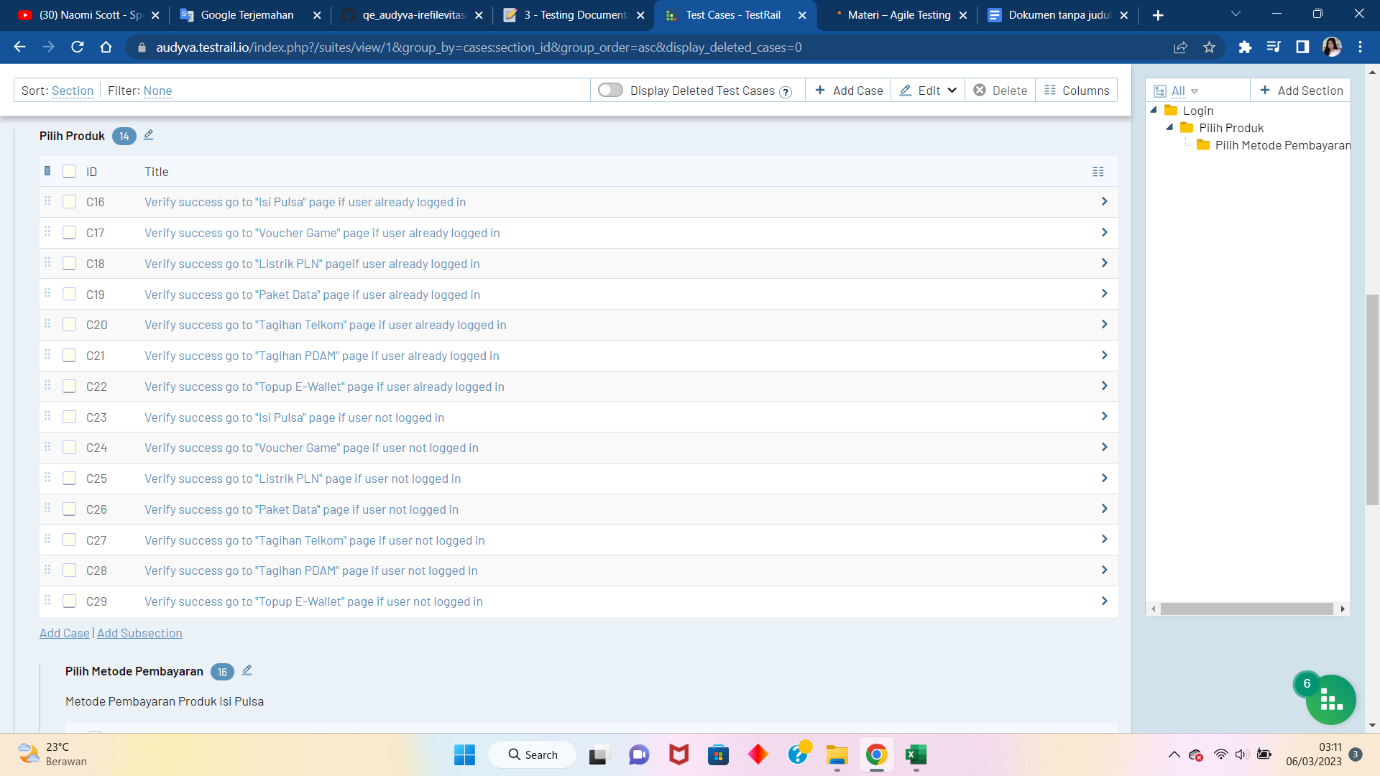 (30) Naomi Scott - Sp
Google Terjemahan
qe_audyva-irefilevitas
3 - Testing Documenta
Test Cases - TestRail
Materi – Agile Testing
Dokumen tanpa judul
audyva.testrail.io/index.php?/suites/view/1&group_by=cases:section_id&group_order=asc&display_deleted_cases=0
Sort: Section
Filter: None
Display Deleted Test Cases ?
+ Add Case
Edit
Delete
Columns
All
+ Add Section
Login
Pilih Produk
Pilih Metode Pembayaran
Pilih Produk 14
ID Title
C16 Verify success go to "Isi Pulsa" page if user already logged in
C17 Verify success go to "Voucher Game" page if user already logged in
C18 Verify success go to "Listrik PLN" pageif user already logged in
C19 Verify success go to "Paket Data" page if user already logged in
C20 Verify success go to "Tagihan Telkom" page if user already logged in
C21 Verify success go to "Tagihan PDAM" page if user already logged in
C22 Verify success go to "Topup E-Wallet" page if user already logged in
C23 Verify success go to "Isi Pulsa" page if user not logged in
C24 Verify success go to "Voucher Game" page if user not logged in
C25 Verify success go to "Listrik PLN" page if user not logged in
C26 Verify success go to "Paket Data" page if user not logged in
C27 Verify success go to "Tagihan Telkom" page if user not logged in
C28 Verify success go to "Tagihan PDAM" page if user not logged in
C29 Verify success go to "Topup E-Wallet" page if user not logged in
Add Case | Add Subsection
Pilih Metode Pembayaran 16
Metode Pembayaran Produk Isi Pulsa
6
23°C
Berawan
Search
03:11
06/03/2023
3